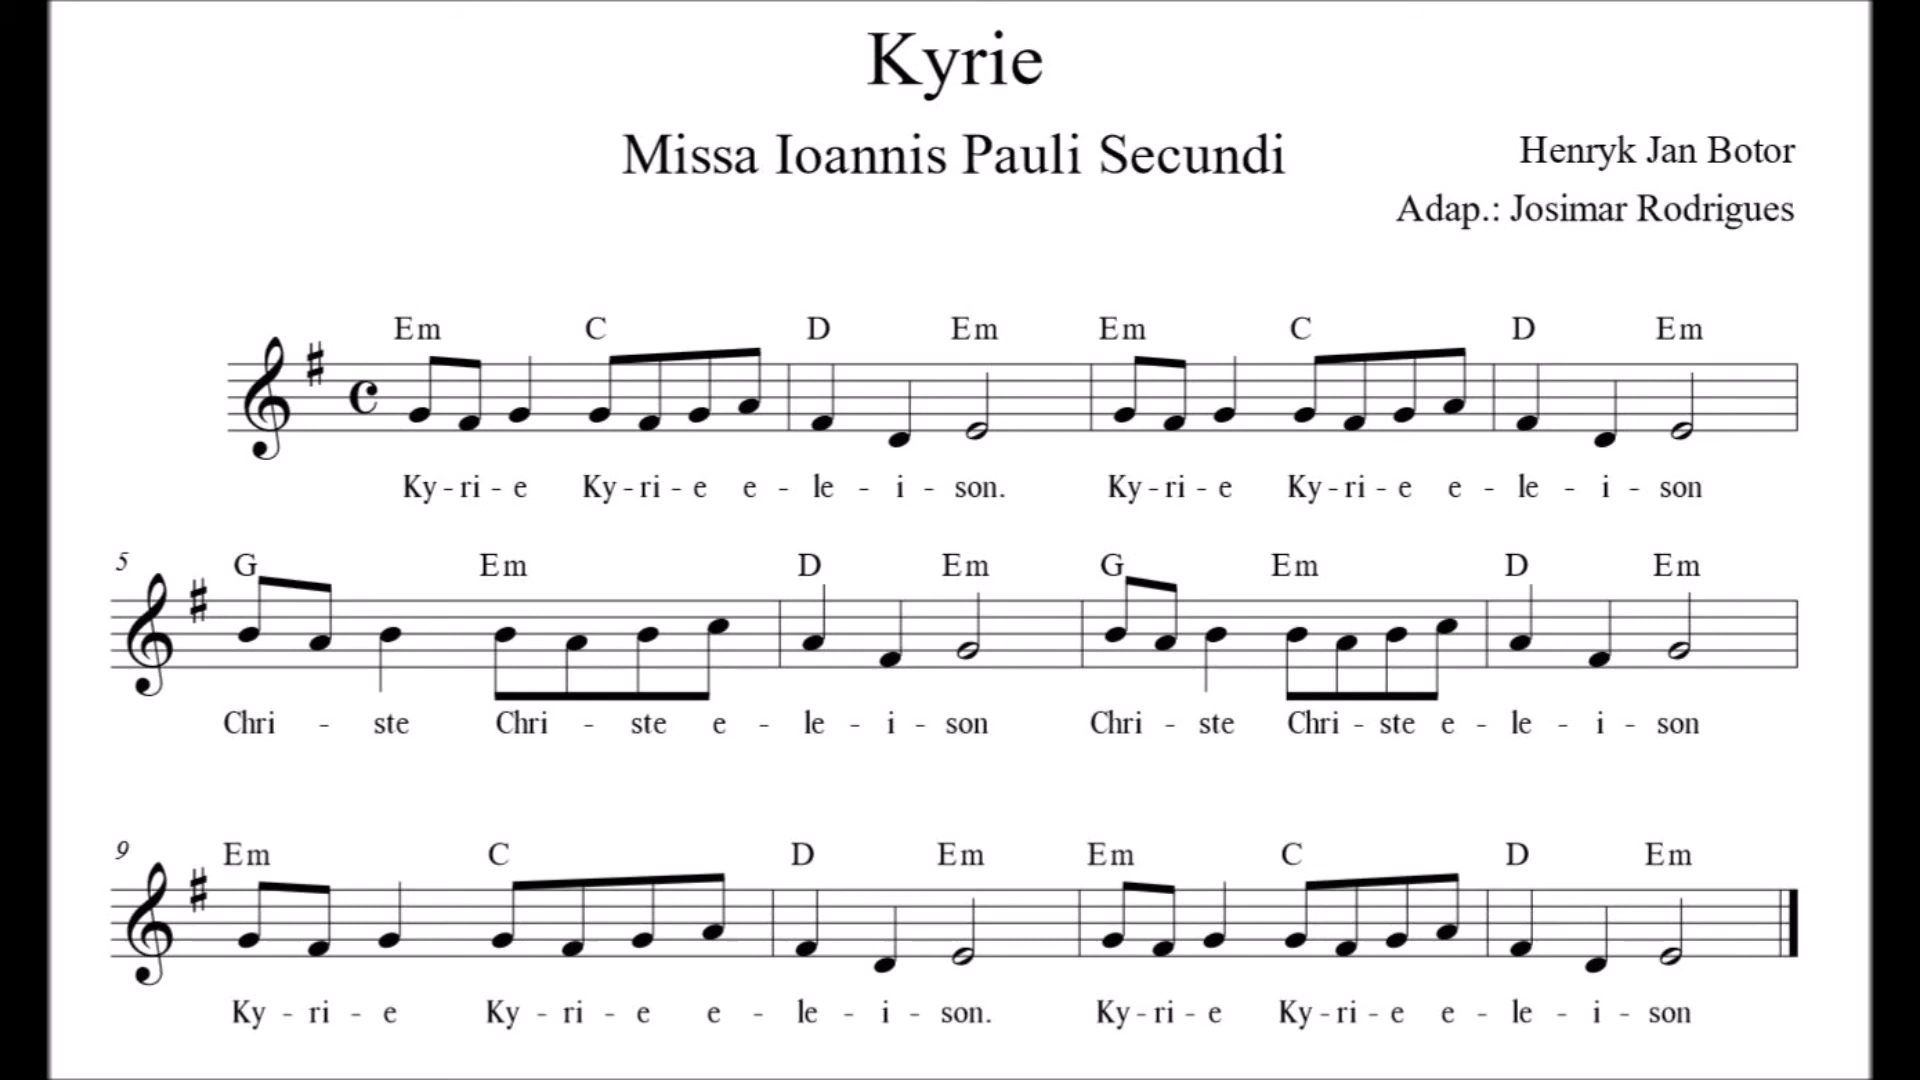 Kyrie
Missa Ioannis Pauli Secundi
Henryk Jan Botor
Adap.: Josimar Rodrigues
Em C D Em Em C D Em
Ky - ri - e Ky - ri - e e - le - i - son. Ky - ri - e Ky - ri - e e - le - i - son
5 G Em D Em G Em D Em
Chri - ste Chri - ste e - le - i - son Chri - ste Chri - ste e - le - i - son
9 Em C D Em Em C D Em
Ky - ri - e Ky - ri - e e - le - i - son. Ky - ri - e Ky - ri - e e - le - i - son